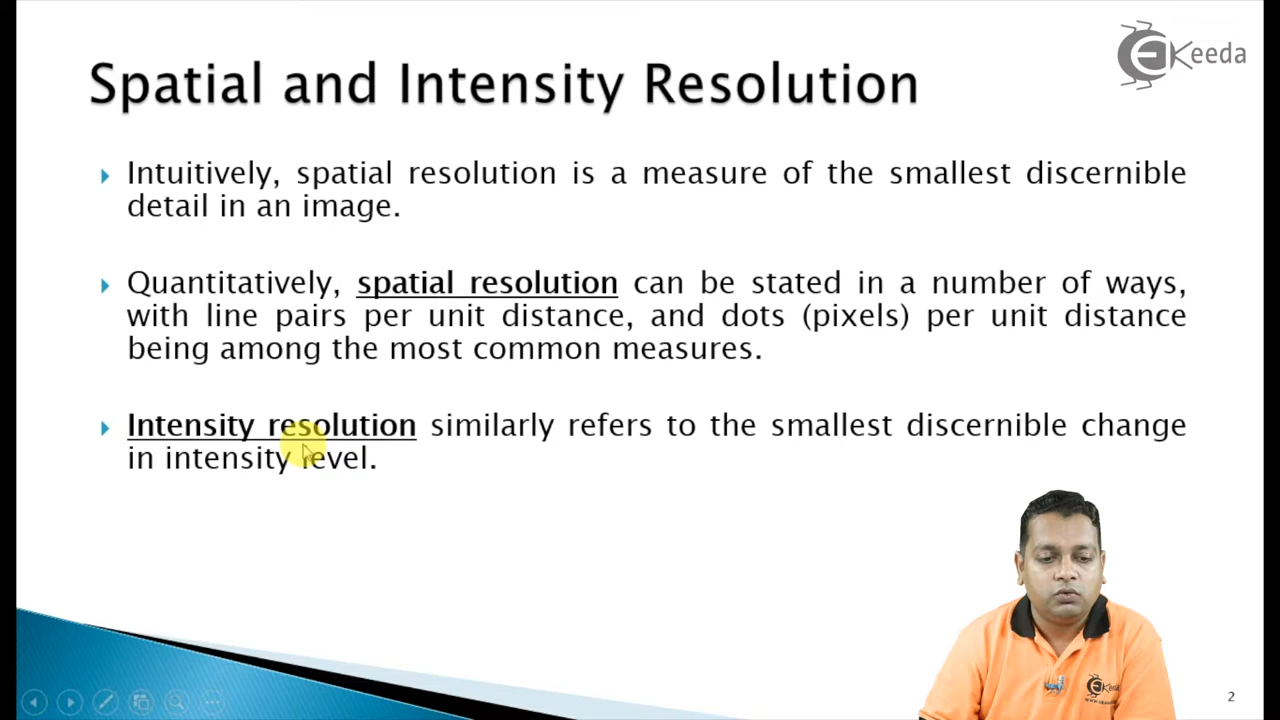 Spatial and Intensity Resolution
eKeeda
Intuitively, spatial resolution is a measure of the smallest discernible
detail in an image.
Quantitatively, spatial resolution can be stated in a number of ways,
with line pairs per unit distance, and dots (pixels) per unit distance
being among the most common measures.
Intensity resolution similarly refers to the smallest discernible change
in intensity level.
eKeeda
2